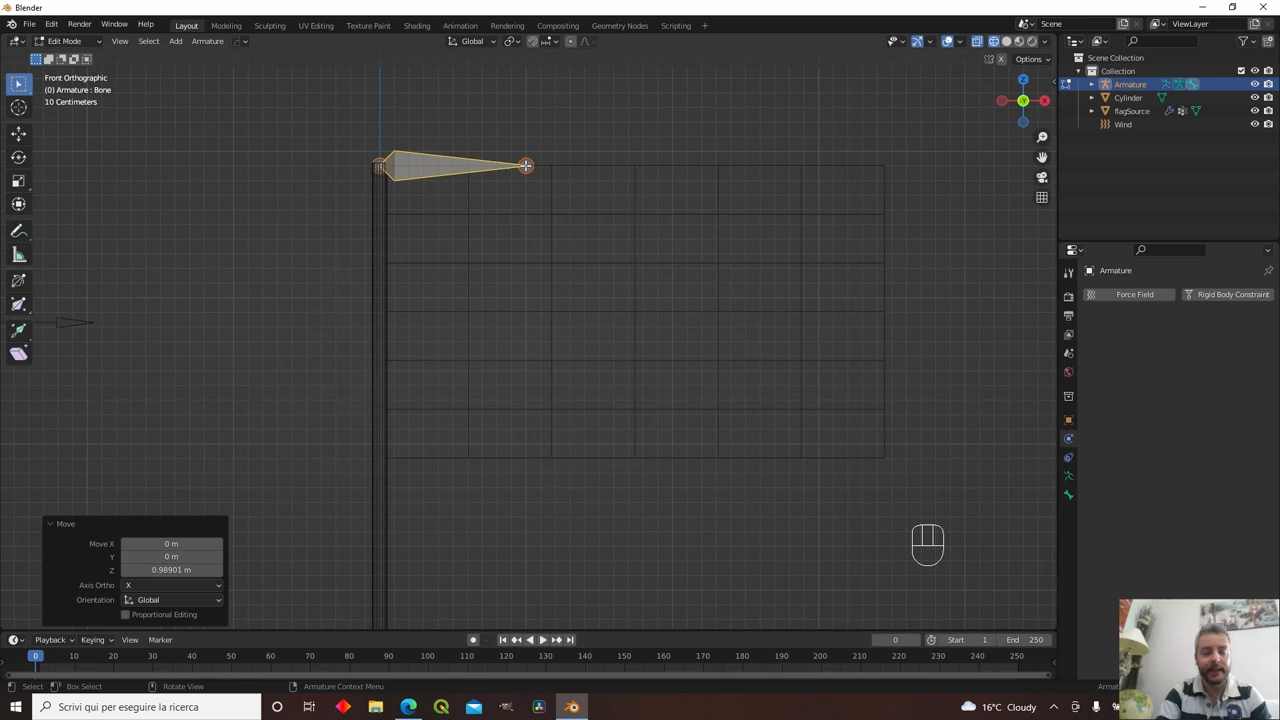 Blender
File Edit Render Window Help Layout Modeling Sculpting UV Editing Texture Paint Shading Animation Rendering Compositing Geometry Nodes Scripting + Scene ViewLayer
Edit Mode View Select Add Armature Global
X Options
Front Orthographic
(0) Armature : Bone
10 Centimeters
Z
Y
X
Scene Collection
Collection
Armature
Cylinder
flagSource
Wind
Armature
Force Field Rigid Body Constraint
Move
Move X 0 m
Y 0 m
Z 0.98901 m
Axis Ortho X
Orientation Global
Proportional Editing
Playback Keying View Marker 0 Start 1 End 250
0 10 20 30 40 50 60 70 80 90 100 110 120 130 140 150 160 170 180 190 200 210 220 230 240 250
Select Box Select Rotate View Armature Context Menu Armat
Scrivi qui per eseguire la ricerca 16°C Cloudy